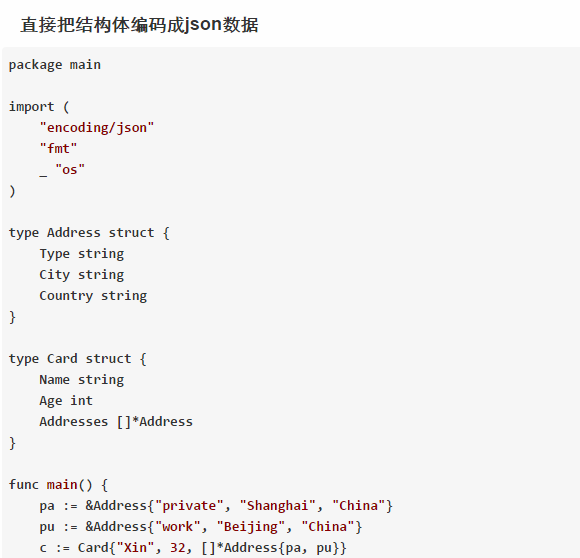 直接把结构体编码成json数据
package main
import (
    "encoding/json"
    "fmt"
    _ "os"
)
type Address struct {
    Type string
    City string
    Country string
}
type Card struct {
    Name string
    Age int
    Addresses []*Address
}
func main() {
    pa := &Address{"private", "Shanghai", "China"}
    pu := &Address{"work", "Beijing", "China"}
    c := Card{"Xin", 32, []*Address{pa, pu}}